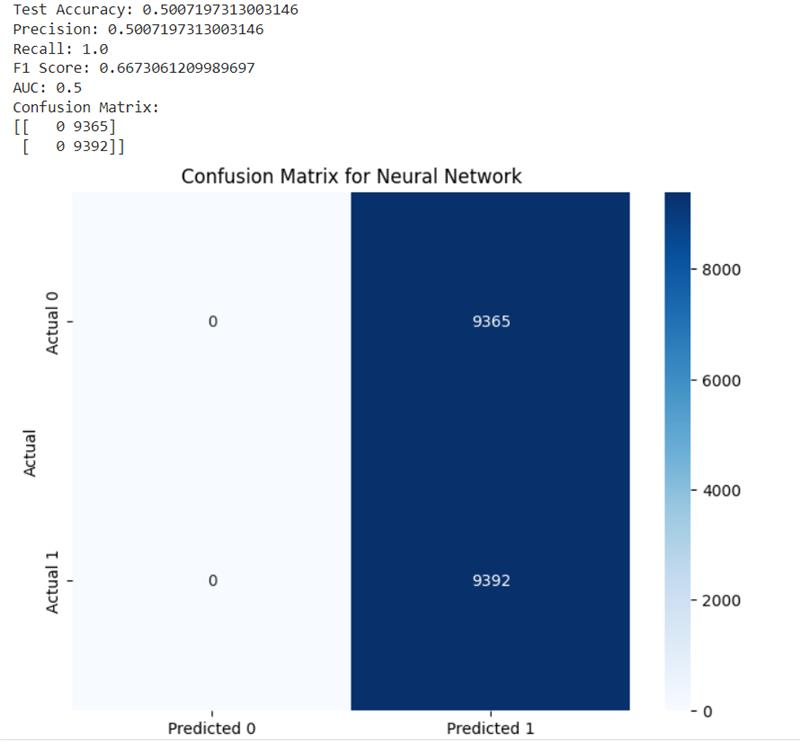 Test Accuracy: 0.5007197313003146
Precision: 0.5007197313003146
Recall: 1.0
F1 Score: 0.6673061209989697
AUC: 0.5
Confusion Matrix:
[[   0 9365]
 [   0 9392]]
Confusion Matrix for Neural Network
Actual 0
0
9365
Actual
Actual 1
0
9392
Predicted 0
Predicted 1
8000
6000
4000
2000
0